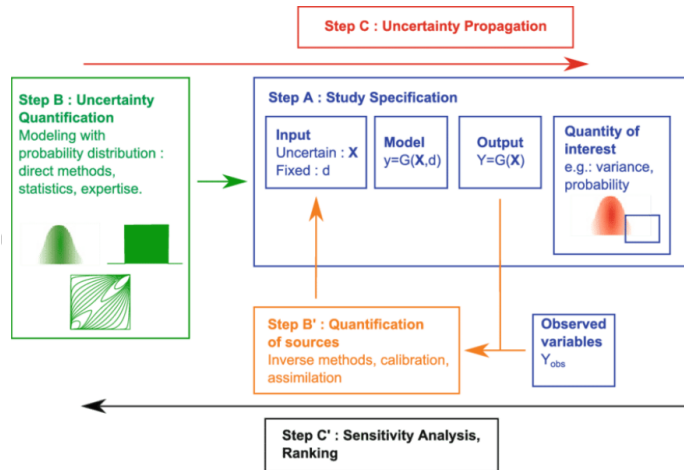 Step C : Uncertainty Propagation
Step B : Uncertainty
Quantification
Modeling with
probability distribution :
direct methods,
statistics, expertise.
Step A : Study Specification
Input
Uncertain : X
Fixed : d
Model
y=G(X,d)
Output
Y=G(X)
Quantity of
interest
e.g.: variance,
probability
Step B' : Quantification
of sources
Inverse methods, calibration,
assimilation
Observed
variables
Yobs
Step C' : Sensitivity Analysis,
Ranking